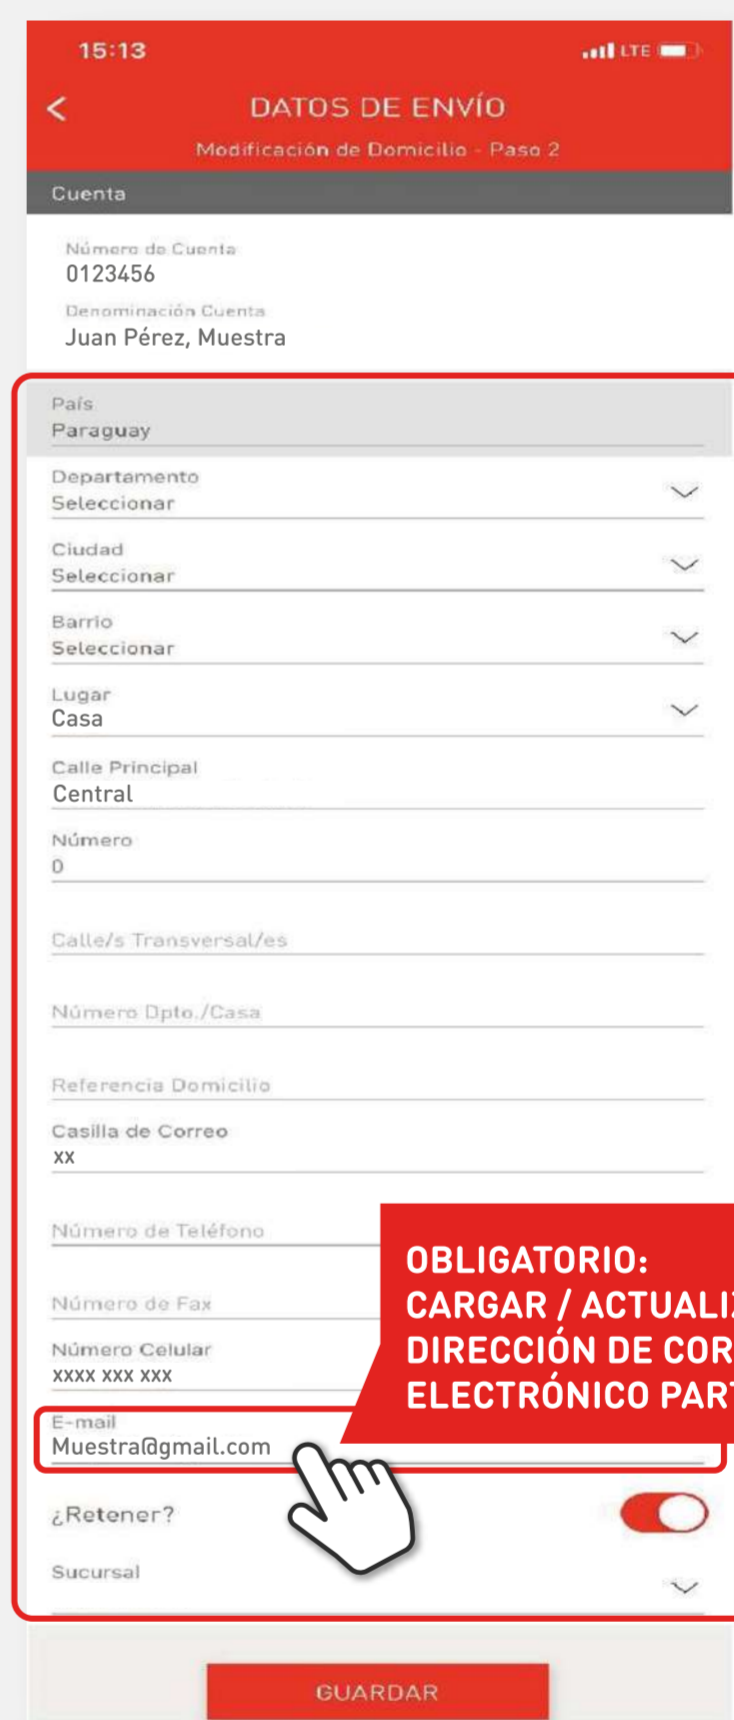 15:13
LTE
DATOS DE ENVÍO
Modificación de Domicilio - Paso 2
Cuenta
Número de Cuenta
0123456
Denominación Cuenta
Juan Pérez, Muestra
País
Paraguay
Departamento
Seleccionar
Ciudad
Seleccionar
Barrio
Seleccionar
Lugar
Casa
Calle Principal
Central
Número
0
Calle/s Transversal/es
Número Dpto./Casa
Referencia Domicilio
Casilla de Correo
xx
Número de Teléfono
OBLIGATORIO:
CARGAR / ACTUALIZ
DIRECCIÓN DE COR
ELECTRÓNICO PART
Número de Fax
Número Celular
xxxx xxx xxx
E-mail
Muestra@gmail.com
¿Retener?
Sucursal
GUARDAR